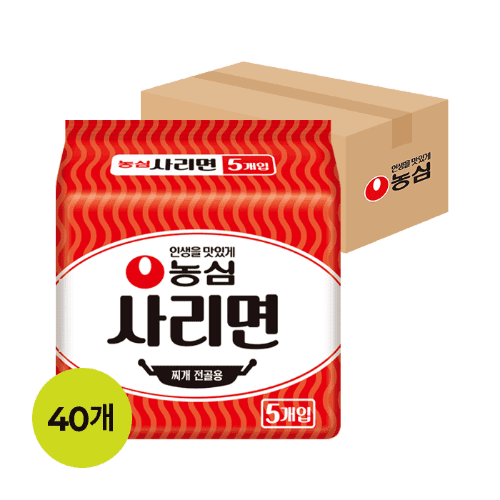 농심 사리면 5개입
인생을 맛있게
농심
인생을 맛있게
농심
사리면
찌개 전골용
40개
5개입